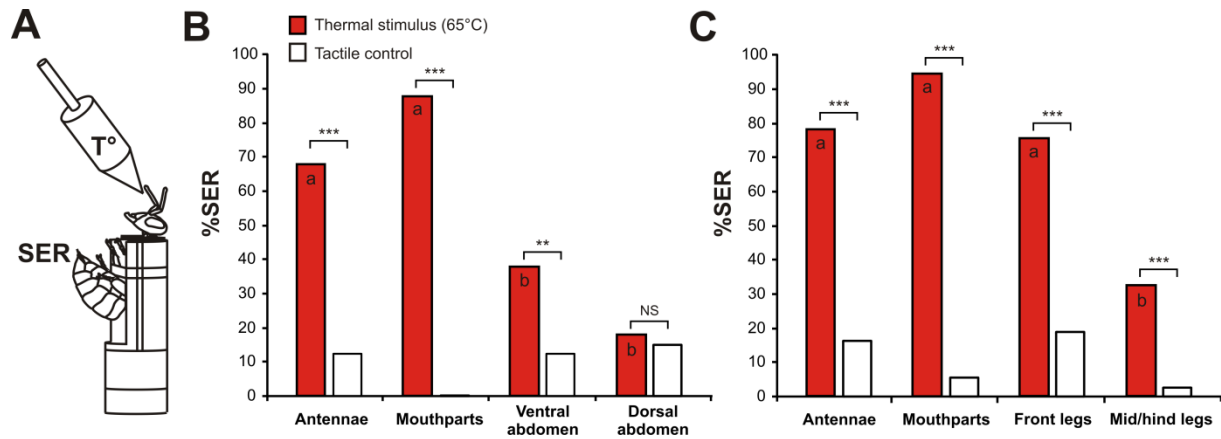 A
T°
SER
B
Thermal stimulus (65°C)
Tactile control
%SER
100
90
80
70
60
50
40
30
20
10
0
***
***
**
NS
a
a
b
b
Antennae
Mouthparts
Ventral
abdomen
Dorsal
abdomen
C
%SER
100
90
80
70
60
50
40
30
20
10
0
***
***
***
***
a
a
a
b
Antennae
Mouthparts
Front legs
Mid/hind legs